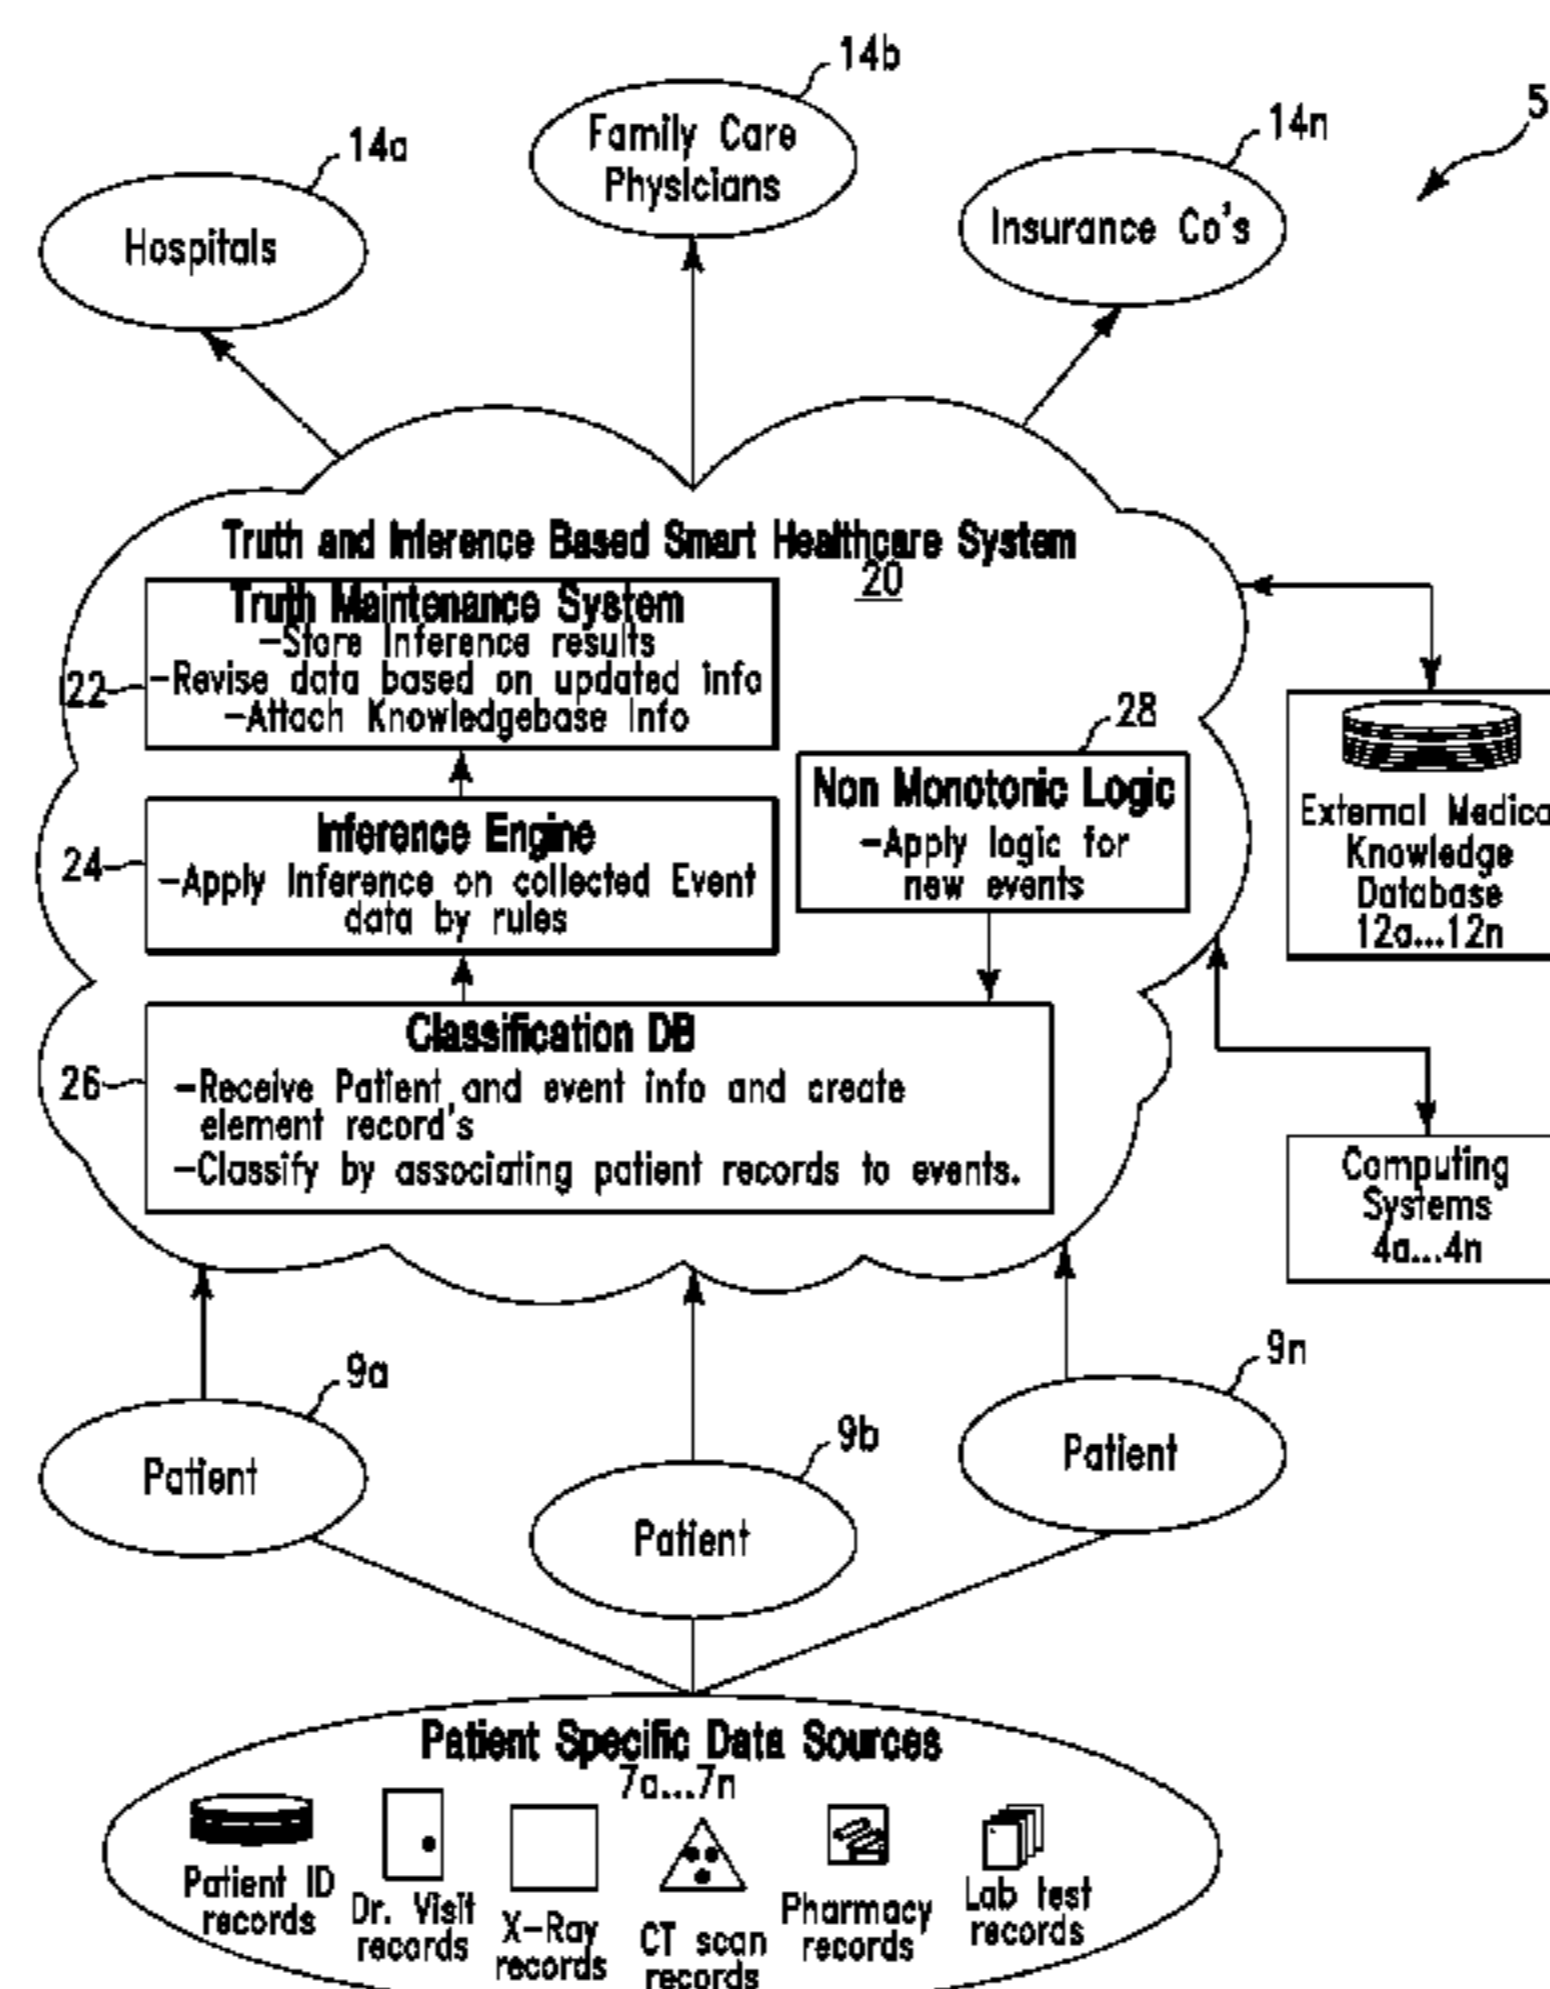 14b
5
14n
14a
Family Care
Physicians
Insurance Co's
Hospitals
Truth and Inference Based Smart Healthcare System
20
Truth Maintenance System
-Store Inference results
-Revise data based on updated info
-Attach Knowledgebase Info
22
28
Non Monotonic Logic
-Apply logic for
new events
Inference Engine
-Apply Inference on collected Event
data by rules
24
External Medica
Knowledge
Database
12a...12n
Classification DB
-Receive Patient and event info and create
element record's
-Classify by associating patient records to events.
26
Computing
Systems
4a...4n
9a
9b
9n
Patient
Patient
Patient
Patient Specific Data Sources
7a...7n
Patient ID
records
Dr. Visit
records
X-Ray
records
CT scan
records
Pharmacy
records
Lab test
records